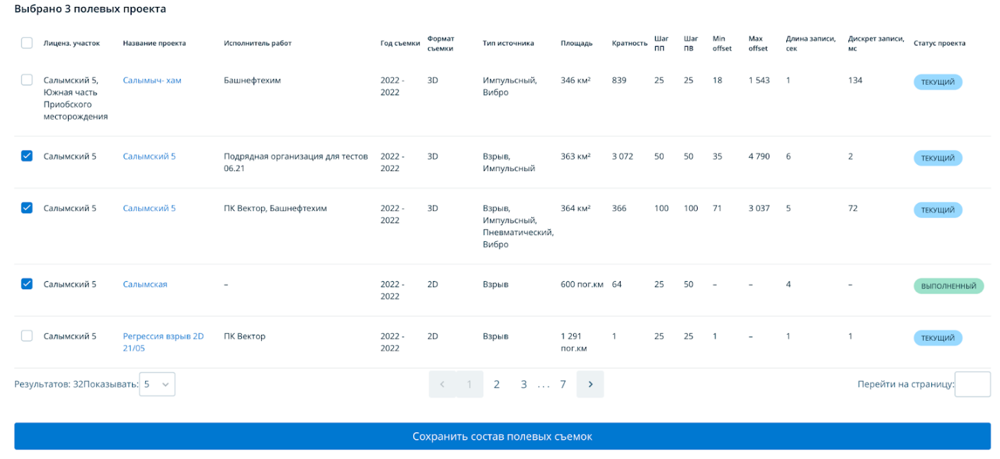 Выбрано 3 полевых проекта
Лиценз. участок Название проекта Исполнитель работ Год съемки Формат съемки Тип источника Площадь Кратность Шаг ПП Шаг ПВ Min offset Max offset Длина записи, сек Дискрет записи, мс Статус проекта
Салымский 5, Салымыч- хам Башнефтехим 2022 - 3D Импульсный, 346 км² 839 25 25 18 1 543 1 134 ТЕКУЩИЙ
Южная часть 2022 Вибро
Приобского
месторождения
Салымский 5 Салымский 5 Подрядная организация для тестов 2022 - 3D Взрыв, 363 км² 3 072 50 50 35 4 790 6 2 ТЕКУЩИЙ
06.21 2022 Импульсный
Салымский 5 Салымский 5 ПК Вектор, Башнефтехим 2022 - 3D Взрыв, 364 км² 366 100 100 71 3 037 5 72 ТЕКУЩИЙ
2022 Импульсный,
Пневматический,
Вибро
Салымский 5 Салымская – 2022 - 2D Взрыв 600 пог.км 64 25 50 – – 4 – ВЫПОЛНЕННЫЙ
2022
Салымский 5 Регрессия взрыв 2D ПК Вектор 2022 - 2D Взрыв 1 291 1 25 25 1 – 1 1 ТЕКУЩИЙ
21/05 2022 пог.км
Результатов: 32Показывать: 5 1 2 3 ... 7 Перейти на страницу:
Сохранить состав полевых съемок